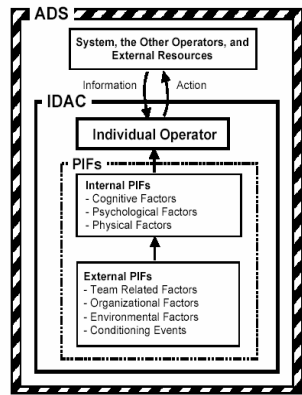 ADS
System, the Other Operators, and
External Resources
Information
Action
IDAC
Individual Operator
PIFs
Internal PIFs
- Cognitive Factors
- Psychological Factors
- Physical Factors
External PIFs
- Team Related Factors
- Organizational Factors
- Environmental Factors
- Conditioning Events